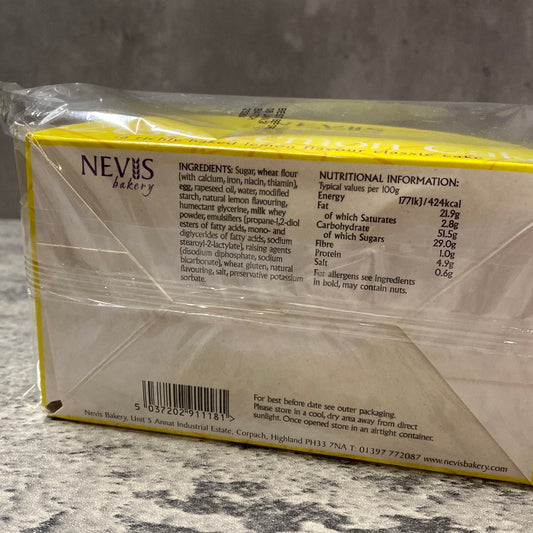 NEVIS
NEVIS
bakery
INGREDIENTS: Sugar, wheat flour
[with calcium, iron, niacin, thiamin],
egg, rapeseed oil, water, modified
starch, natural lemon flavouring,
humectant glycerine, milk whey
powder, emulsifiers (propane-1,2-diol
esters of fatty acids, mono- and
diglycerides of fatty acids, sodium
stearoyl-2-lactylate), raising agents
(disodium diphosphate, sodium
bicarbonate), wheat gluten, natural
flavouring, salt, preservative potassium
sorbate.
NUTRITIONAL INFORMATION:
Typical values per 100g
Energy 1771kJ/424kcal
Fat 21.9g
of which Saturates 2.8g
Carbohydrate 51.5g
of which Sugars 29.0g
Fibre 1.0g
Protein 4.9g
Salt 0.6g
For allergens see ingredients
in bold, may contain nuts.
5 037202 911181 >
For best before date see outer packaging.
Please store in a cool, dry area away from direct
sunlight. Once opened store in an airtight container.
Nevis Bakery, Unit 5 Annat Industrial Estate, Corpach, Highland PH33 7NA T: 01397 772087 www.nevisbakery.com